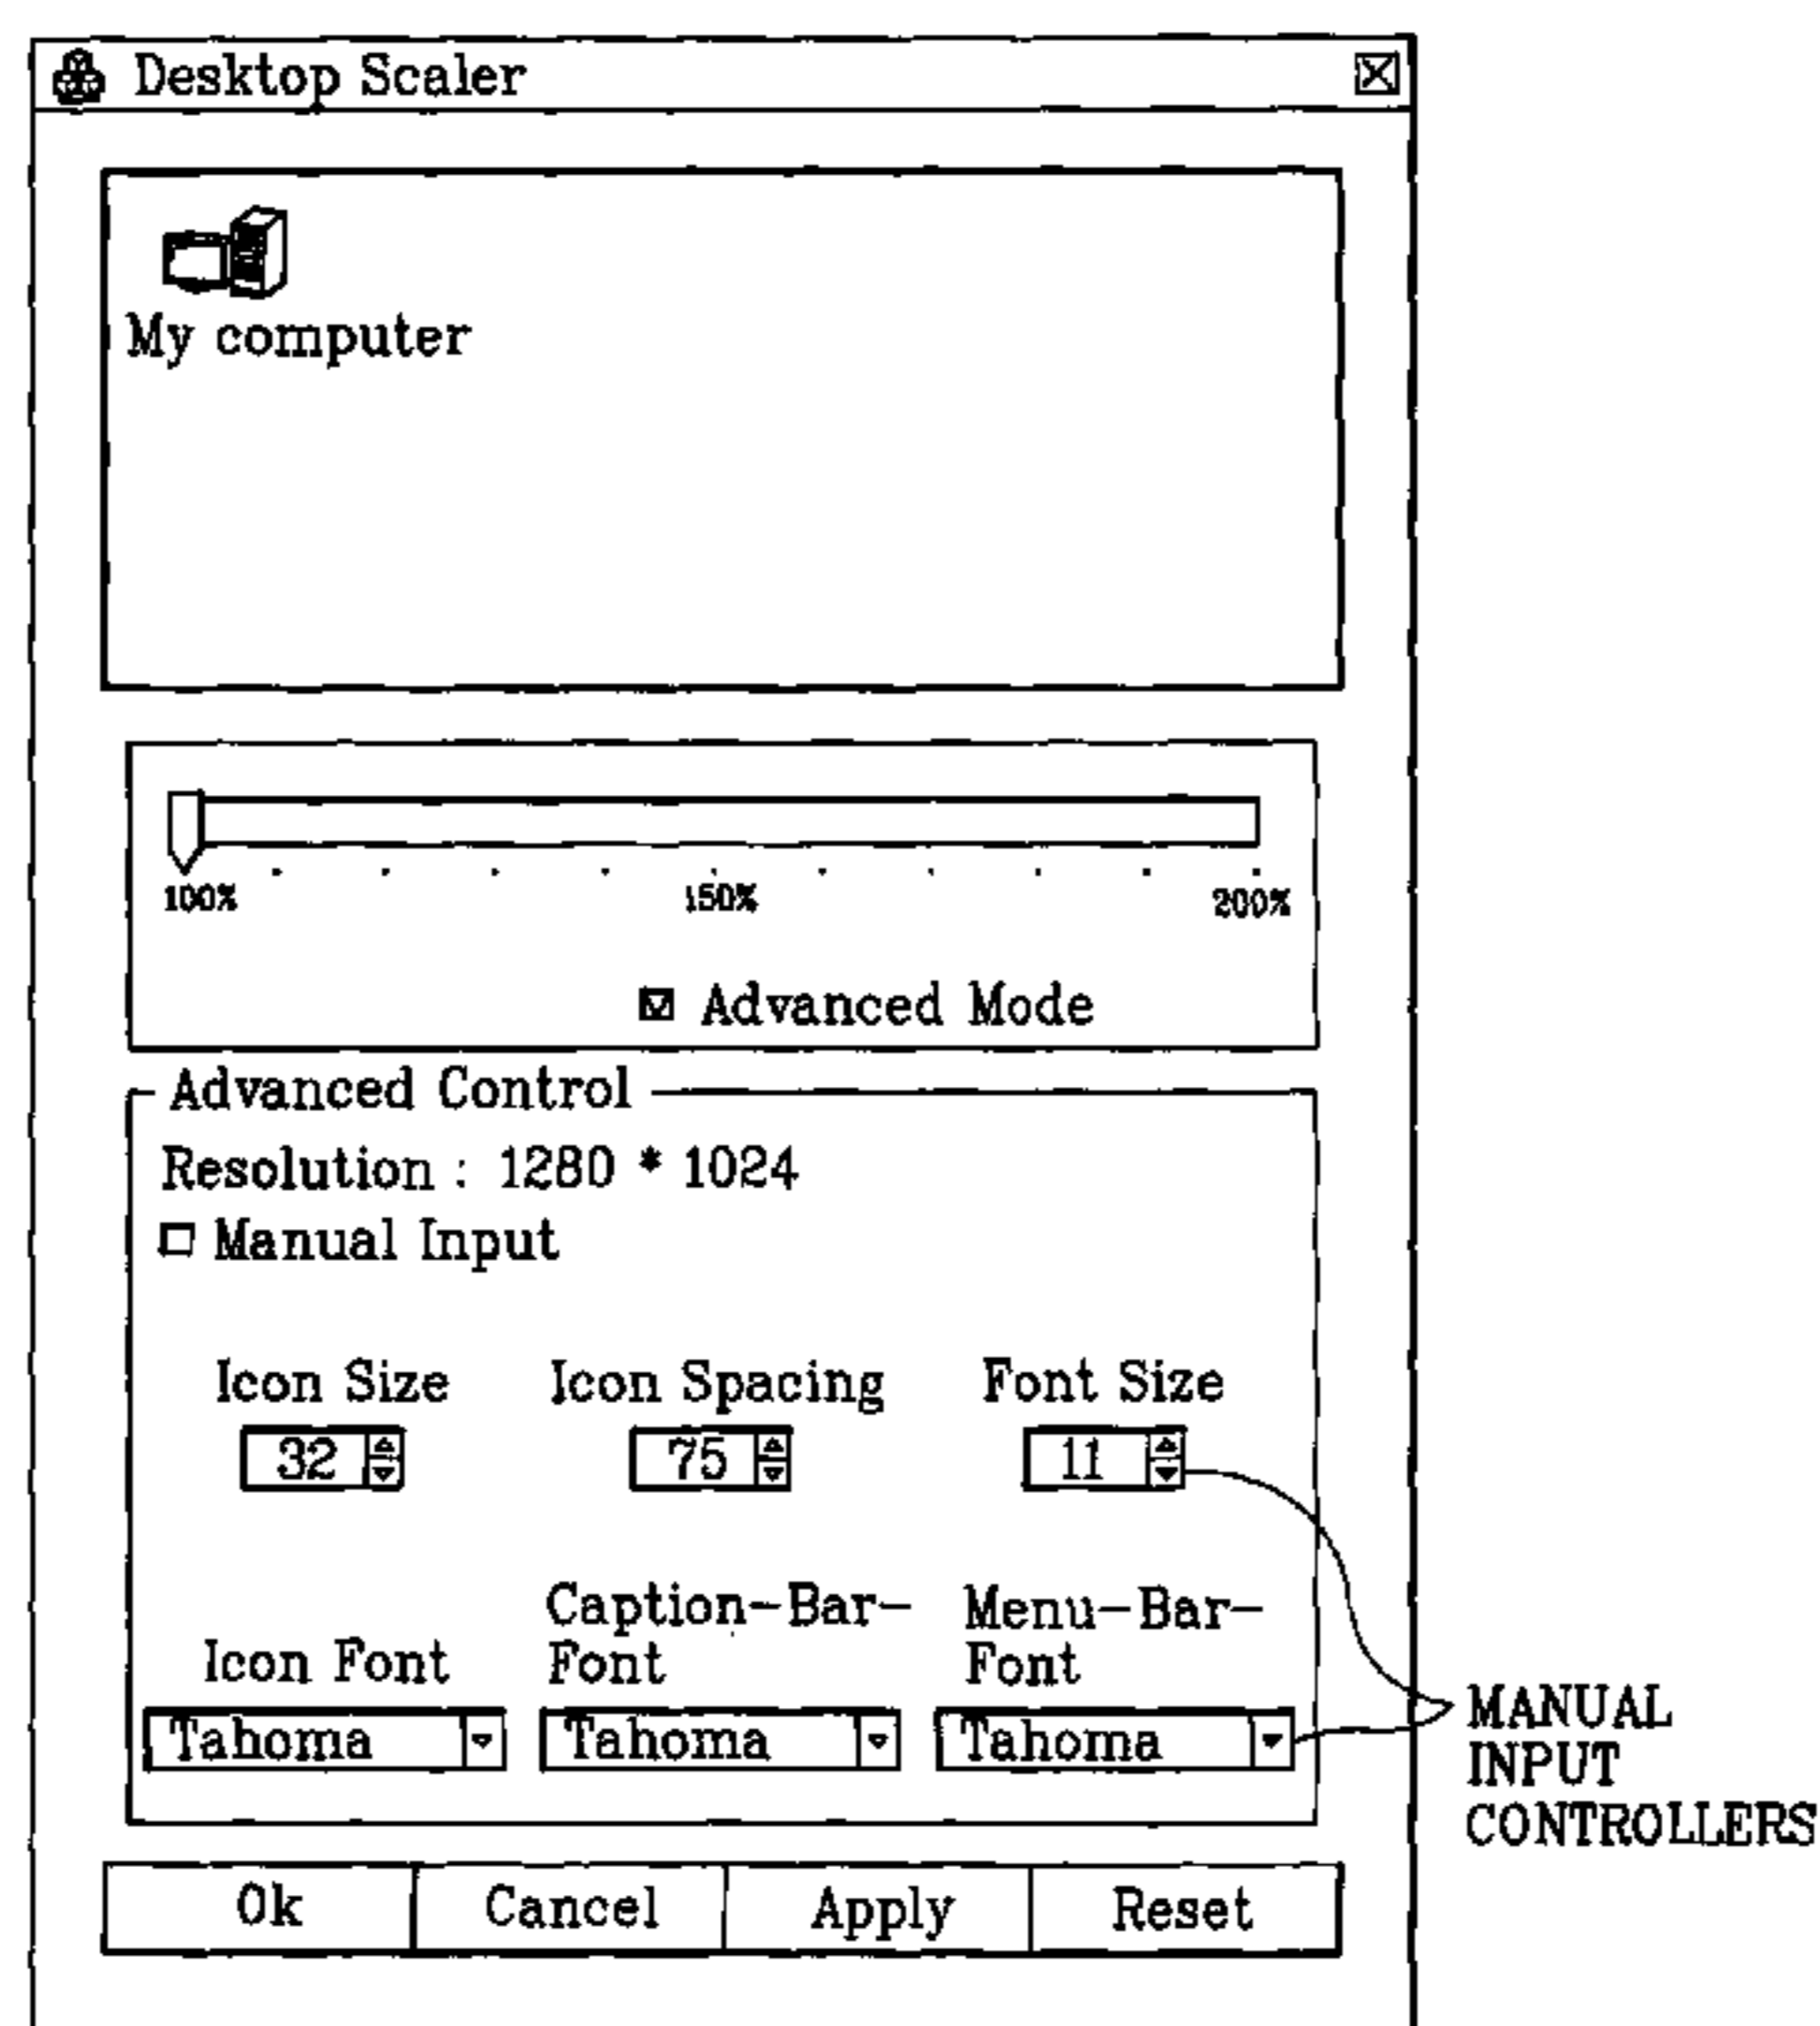 Desktop Scaler
My computer
100% 150% 200%
Advanced Mode
Advanced Control
Resolution : 1280 * 1024
Manual Input
Icon Size Icon Spacing Font Size
32 75 11
Icon Font
Caption-Bar-
Font
Menu-Bar-
Font
Tahoma Tahoma Tahoma
MANUAL
INPUT
CONTROLLERS
Ok Cancel Apply Reset